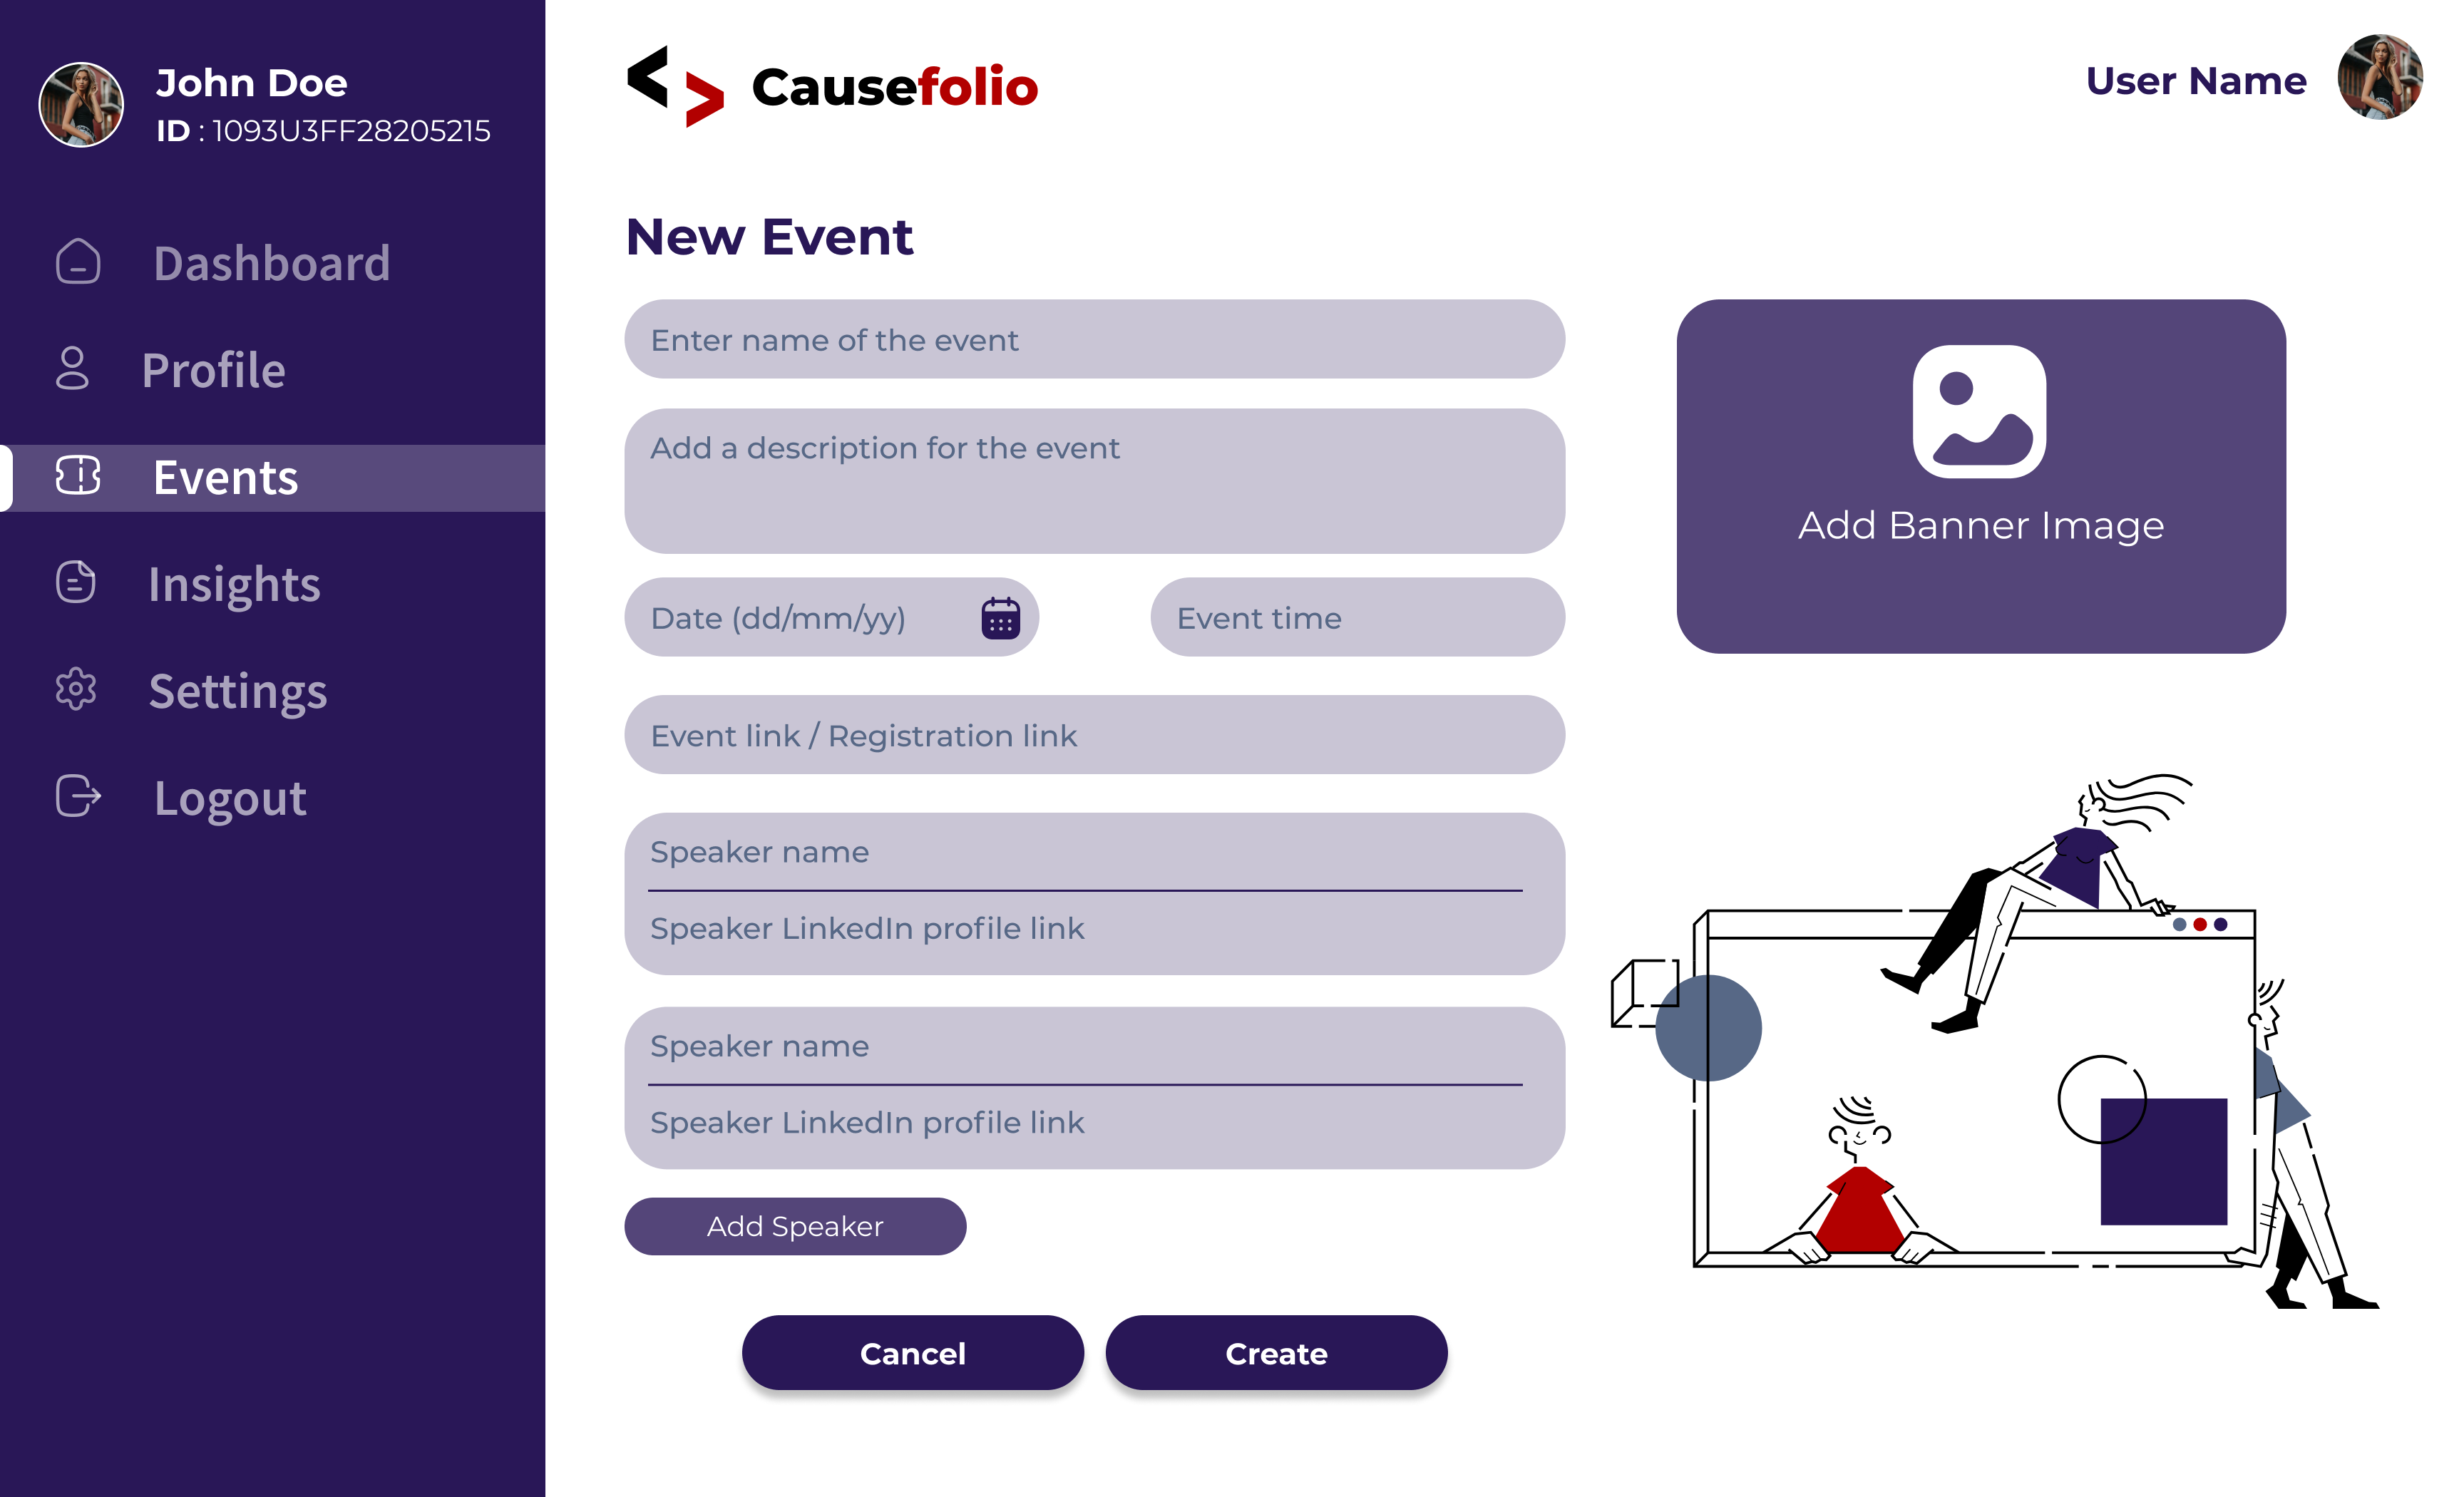 John Doe
ID : 1093U3FF28205215
Dashboard
Profile
Events
Insights
Settings
Logout
Causefolio
User Name
New Event
Enter name of the event
Add a description for the event
Date (dd/mm/yy)
Event time
Event link / Registration link
Speaker name
Speaker LinkedIn profile link
Speaker name
Speaker LinkedIn profile link
Add Speaker
Cancel
Create
Add Banner Image